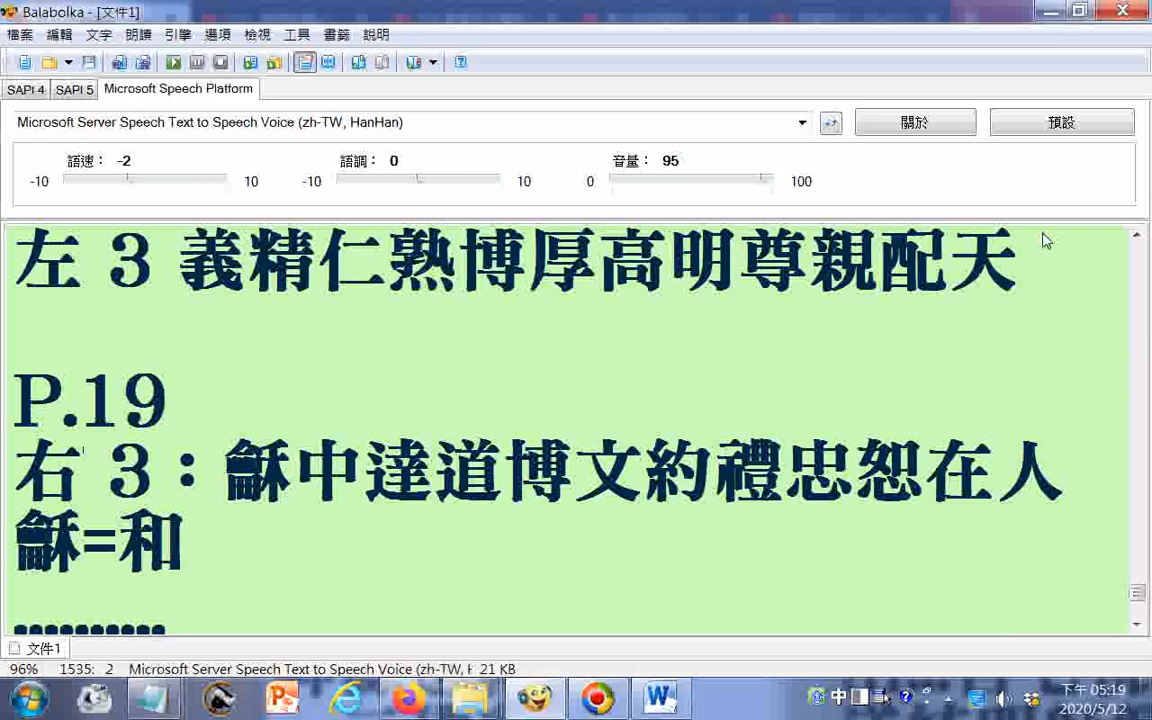 Balabolka - [文件1]
檔案 編輯 文字 朗讀 引擎 選項 檢視 工具 書籤 說明
SAPI 4 SAPI 5 Microsoft Speech Platform
Microsoft Server Speech Text to Speech Voice (zh-TW, HanHan) 關於 預設
語速： -2 語調： 0 音量： 95
-10 10 -10 10 0 100
左 3 義精仁熟博厚高明尊親配天
P.19
右 3：龢中達道博文約禮忠恕在人
龢=和
文件1
96% 1535: 2 Microsoft Server Speech Text to Speech Voice (zh-TW, H 21 KB
中 下午 05:19
2020/5/12